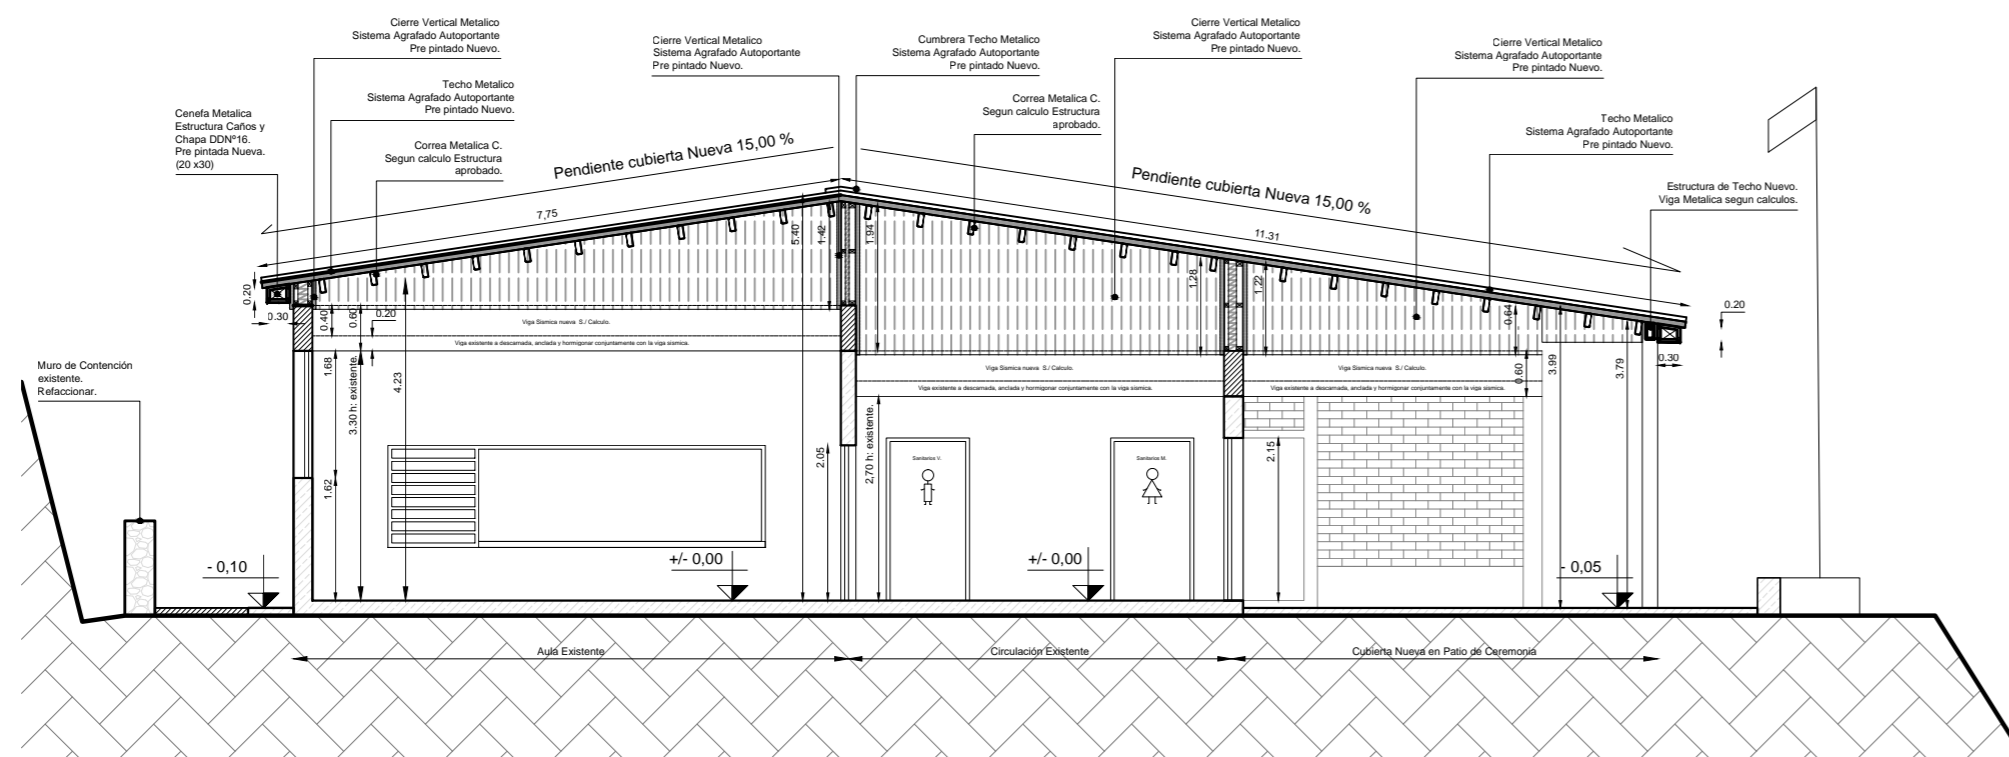 Cierre Vertical Metalico
Sistema Agrafado Autoportante
Pre pintado Nuevo.
Cierre Vertical Metalico
Sistema Agrafado Autoportante
Pre pintado Nuevo.
Cumbrera Techo Metalico
Sistema Agrafado Autoportante
Pre pintado Nuevo.
Cierre Vertical Metalico
Sistema Agrafado Autoportante
Pre pintado Nuevo.
Cierre Vertical Metalico
Sistema Agrafado Autoportante
Pre pintado Nuevo.
Techo Metalico
Sistema Agrafado Autoportante
Pre pintado Nuevo.
Correa Metalica C.
Segun calculo Estructura
aprobado.
Cenefa Metalica
Estructura Caños y
Chapa DDNº16.
Pre pintada Nueva.
(20 x30)
Techo Metalico
Sistema Agrafado Autoportante
Pre pintado Nuevo.
Correa Metalica C.
Segun calculo Estructura
aprobado.
Pendiente cubierta Nueva 15,00 %
Pendiente cubierta Nueva 15,00 %
Estructura de Techo Nuevo.
Viga Metalica segun calculos.
7,75
11.31
5.40
1.42
1.94
1.28
1.22
0.64
0.20
0.30
0.40
0.60
0.20
0.20
0.30
Viga Sismica nueva S./ Calculo.
Viga existente a descarnada, anclada y hormigonar conjuntamente con la viga sismica.
Viga Sismica nueva S./ Calculo.
Viga existente a descarnada, anclada y hormigonar conjuntamente con la viga sismica.
Viga Sismica nueva S./ Calculo.
Viga existente a descarnada, anclada y hormigonar conjuntamente con la viga sismica.
0.60
3.99
3.79
Muro de Contención
existente.
Refaccionar.
1.68
3.30 h: existente.
4.23
1.62
2.05
2,70 h: existente.
2.15
Sanitarios V.
Sanitarios M.
- 0,10
+/- 0,00
+/- 0,00
- 0,05
Aula Existente
Circulación Existente
Cubierta Nueva en Patio de Ceremonia